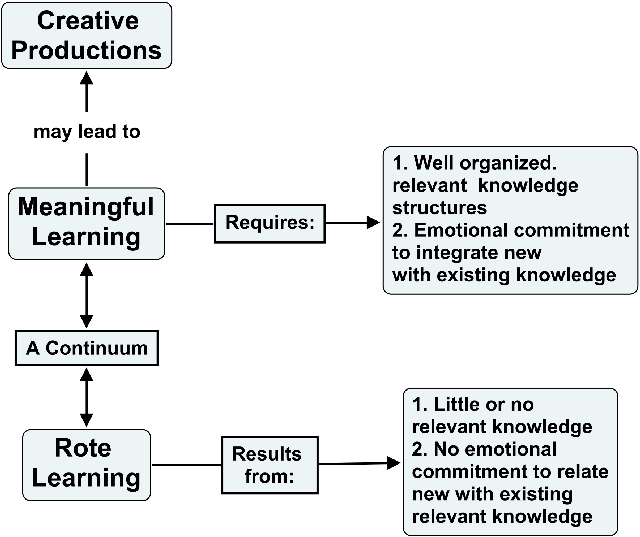 Creative
Productions
may lead to
Meaningful
Learning
Requires:
1. Well organized.
relevant knowledge
structures
2. Emotional commitment
to integrate new
with existing knowledge
A Continuum
Rote
Learning
Results
from:
1. Little or no
relevant knowledge
2. No emotional
commitment to relate
new with existing
relevant knowledge